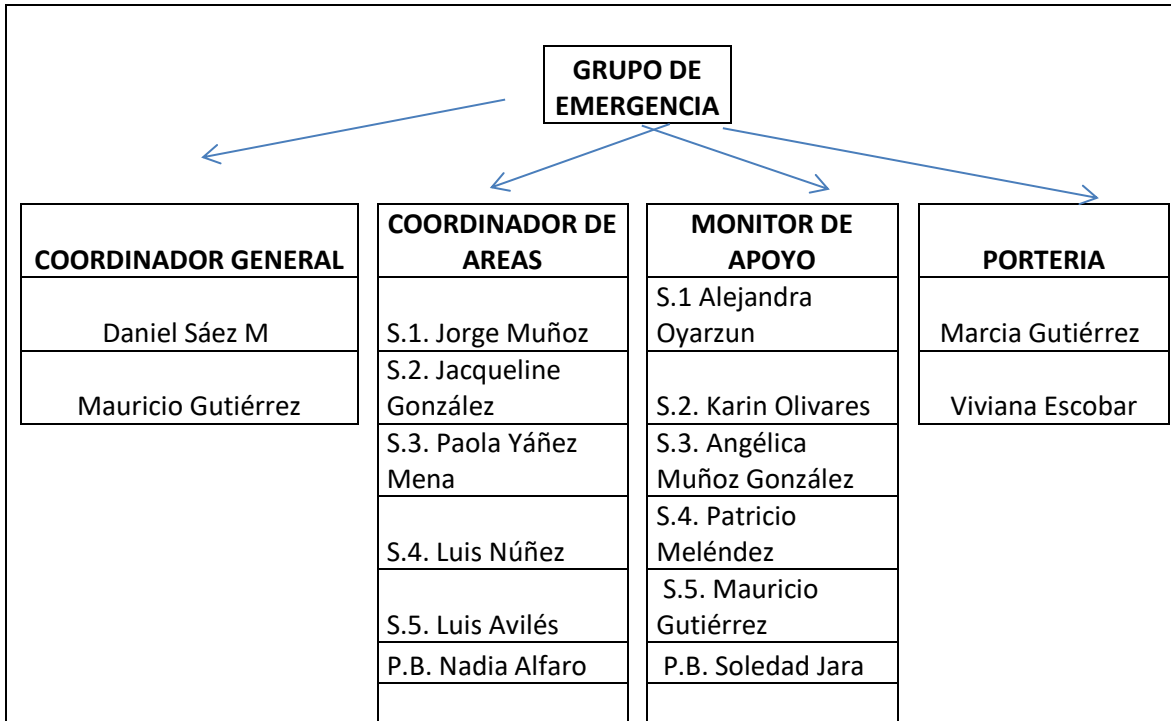 GRUPO DE
EMERGENCIA
COORDINADOR GENERAL
Daniel Sáez M
Mauricio Gutiérrez
COORDINADOR DE
AREAS
S.1. Jorge Muñoz
S.2. Jacqueline
González
S.3. Paola Yáñez
Mena
S.4. Luis Núñez
S.5. Luis Avilés
P.B. Nadia Alfaro
MONITOR DE
APOYO
S.1 Alejandra
Oyarzun
S.2. Karin Olivares
S.3. Angélica
Muñoz González
S.4. Patricio
Meléndez
S.5. Mauricio
Gutiérrez
P.B. Soledad Jara
PORTERIA
Marcia Gutiérrez
Viviana Escobar